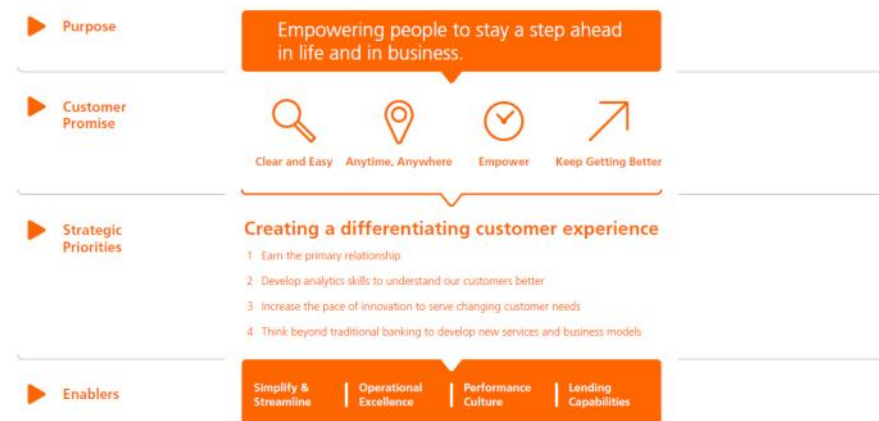 Purpose
Empowering people to stay a step ahead
in life and in business.
Customer
Promise
Clear and Easy
Anytime, Anywhere
Empower
Keep Getting Better
Strategic
Priorities
Creating a differentiating customer experience
1 Earn the primary relationship
2 Develop analytics skills to understand our customers better
3 Increase the pace of innovation to serve changing customer needs
4 Think beyond traditional banking to develop new services and business models
Enablers
Simplify &
Streamline
Operational
Excellence
Performance
Culture
Lending
Capabilities